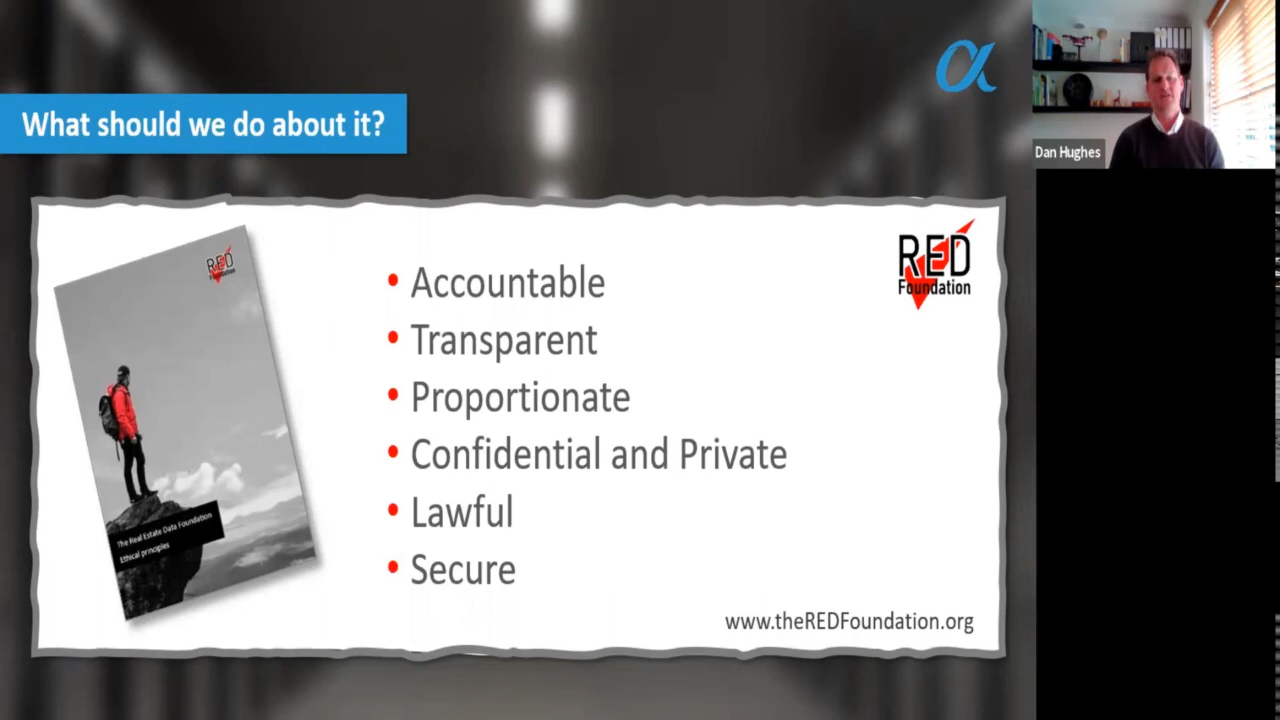 What should we do about it?
α
Dan Hughes
RED
Foundation
RED
Foundation
• Accountable
• Transparent
• Proportionate
• Confidential and Private
• Lawful
• Secure
The Real Estate Data Foundation
Ethical principles
www.theREDFoundation.org